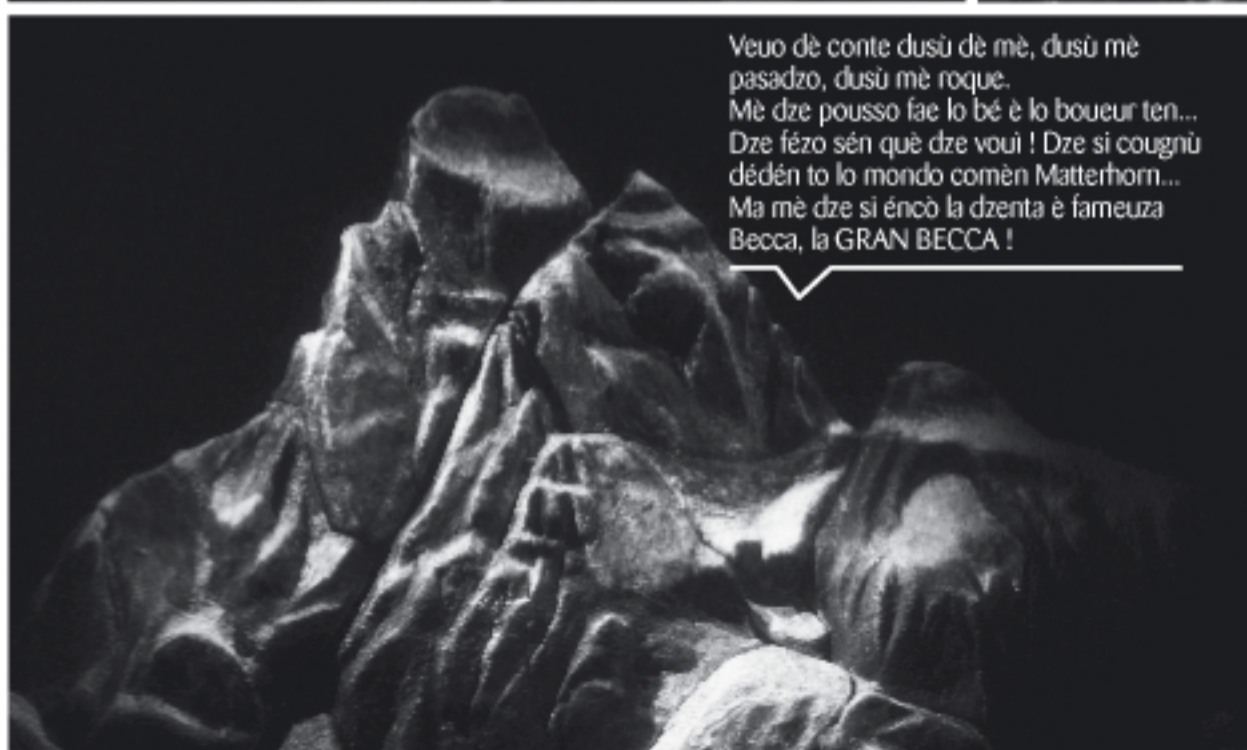 Veuo dè conte dusù dè mè, dusù mè
pasadzo, dusù mè roque.
Mè dze pousso fae lo bé è lo boueur ten...
Dze fézo sén què dze vouì ! Dze si cougnù
dédén to lo mondo comèn Matterhorn...
Ma mè dze si éncò la dzenta è fameuza
Becca, la GRAN BECCA !